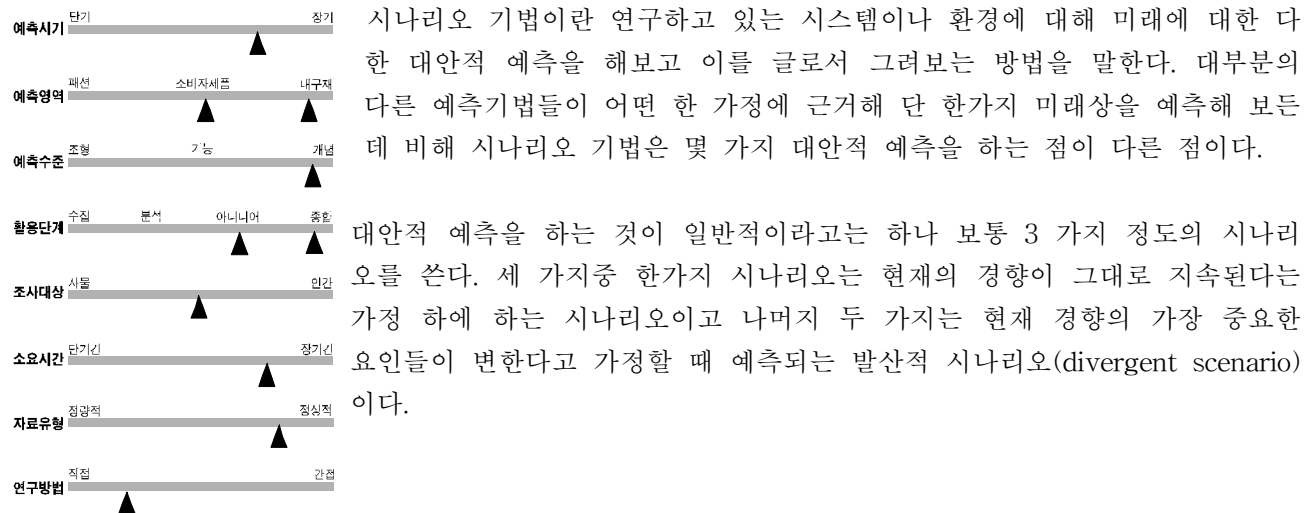 단기 장기
예측시기
패션 소비자제품 내구재
예측영역
조형 기능 개념
예측수준
수집 분석 아이디어 종합
활용단계
사물 인간
조사대상
단기간 장기간
소요시간
정량적 정성적
자료유형
직접 간접
연구방법
시나리오 기법이란 연구하고 있는 시스템이나 환경에 대해 미래에 대한 다
한 대안적 예측을 해보고 이를 글로서 그려보는 방법을 말한다. 대부분의
다른 예측기법들이 어떤 한 가정에 근거해 단 한가지 미래상을 예측해 보든
데 비해 시나리오 기법은 몇 가지 대안적 예측을 하는 점이 다른 점이다.
대안적 예측을 하는 것이 일반적이라고는 하나 보통 3 가지 정도의 시나리
오를 쓴다. 세 가지중 한가지 시나리오는 현재의 경향이 그대로 지속된다는
가정 하에 하는 시나리오이고 나머지 두 가지는 현재 경향의 가장 중요한
요인들이 변한다고 가정할 때 예측되는 발산적 시나리오(divergent scenario)
이다.